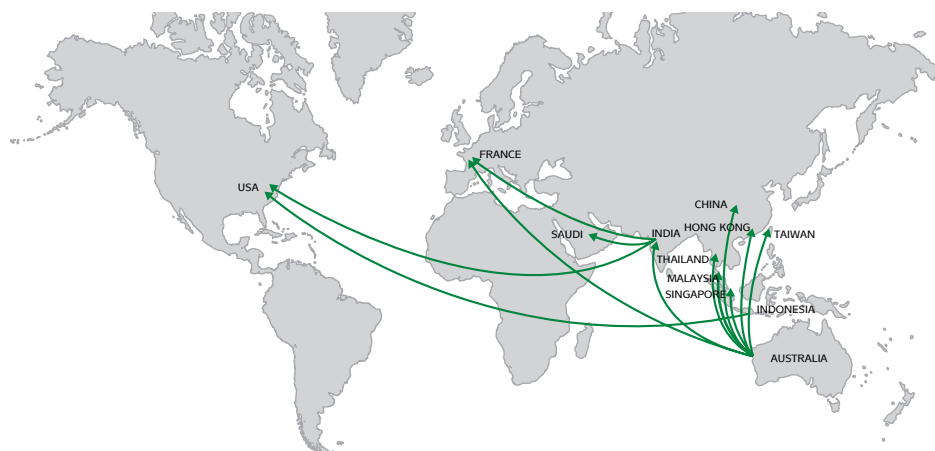 FRANCE
USA
CHINA
HONG KONG
SAUDI
INDIA
TAIWAN
THAILAND
MALAYSIA
SINGAPORE
INDONESIA
AUSTRALIA